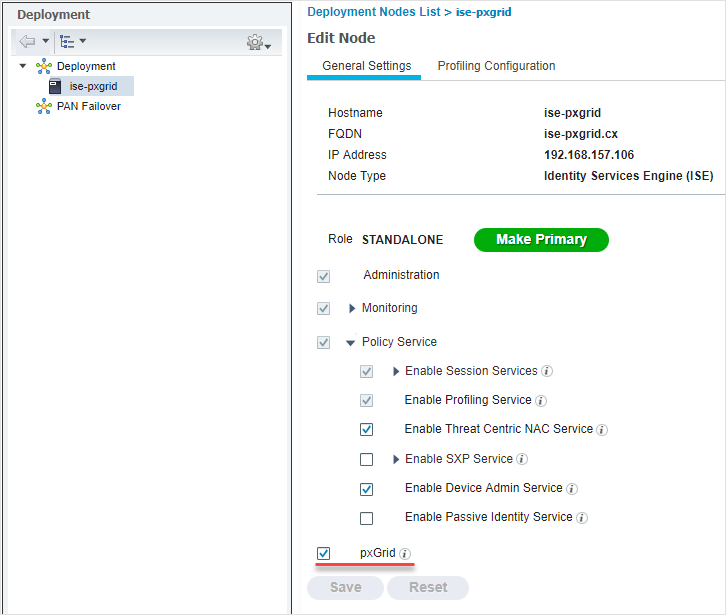 Deployment
Deployment
ise-pxgrid
PAN Failover
Deployment Nodes List > ise-pxgrid
Edit Node
General Settings Profiling Configuration
Hostname ise-pxgrid
FQDN ise-pxgrid.cx
IP Address 192.168.157.106
Node Type Identity Services Engine (ISE)
Role STANDALONE Make Primary
Administration
Monitoring
Policy Service
Enable Session Services i
Enable Profiling Service i
Enable Threat Centric NAC Service i
Enable SXP Service i
Enable Device Admin Service i
Enable Passive Identity Service i
pxGrid i
Save Reset